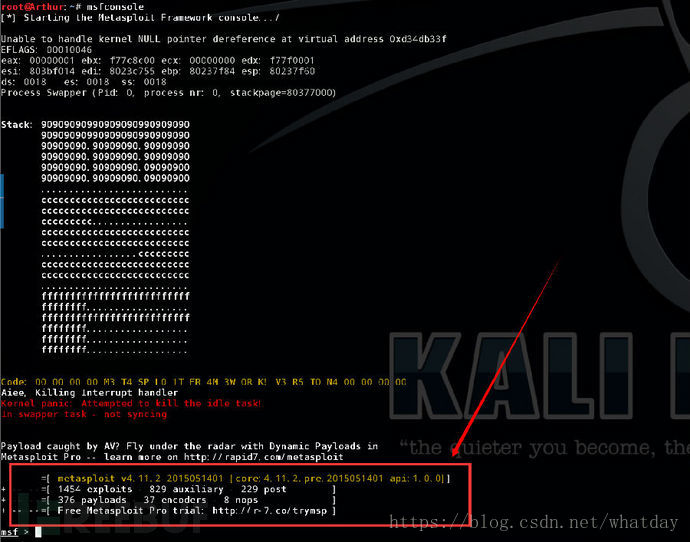 root@Arthur:~# msfconsole
[*] Starting the Metasploit Framework console.../
Unable to handle kernel NULL pointer dereference at virtual address 0xd34db33f
EFLAGS: 00010046
eax: 00000001 ebx: f77c8c00 ecx: 00000000 edx: f77f0001
esi: 803bf014 edi: 8023c755 ebp: 80237f84 esp: 80237f60
ds: 0018   es: 0018  ss: 0018
Process Swapper (Pid: 0, process nr: 0, stackpage=80377000)
Stack: 90909090990909090990909090
90909090990909090990909090
90909090.90909090.90909090
90909090.90909090.90909090
90909090.90909090.09090900
90909090.90909090.09090900
..........................
cccccccccccccccccccccccccc
cccccccccccccccccccccccccc
ccccccccc.................
cccccccccccccccccccccccccc
cccccccccccccccccccccccccc
.................ccccccccc
cccccccccccccccccccccccccc
cccccccccccccccccccccccccc
..........................
ffffffffffffffffffffffffff
ffffffff..................
ffffffffffffffffffffffffff
ffffffff..................
ffffffff..................
ffffffff..................
Code: 00 00 00 00 M3 T4 SP L0 1T FR 4M 3W OR K! V3 R5 IO N4 00 00 00 00
Aiee, Killing Interrupt handler
Kernel panic: Attempted to kill the idle task!
In swapper task - not syncing
KALI
“the quieter you become, the
Payload caught by AV? Fly under the radar with Dynamic Payloads in
Metasploit Pro -- learn more on http://rapid7.com/metasploit
=[ metasploit v4.11.2-2015051401 [core:4.11.2.pre.2015051401 api:1.0.0]]
+ -- --=[ 1454 exploits - 829 auxiliary - 229 post        ]
+ -- --=[ 376 payloads - 37 encoders - 8 nops             ]
+ -- --=[ Free Metasploit Pro trial: http://r-7.co/trymsp ]
msf >
https://blog.csdn.net/whatday